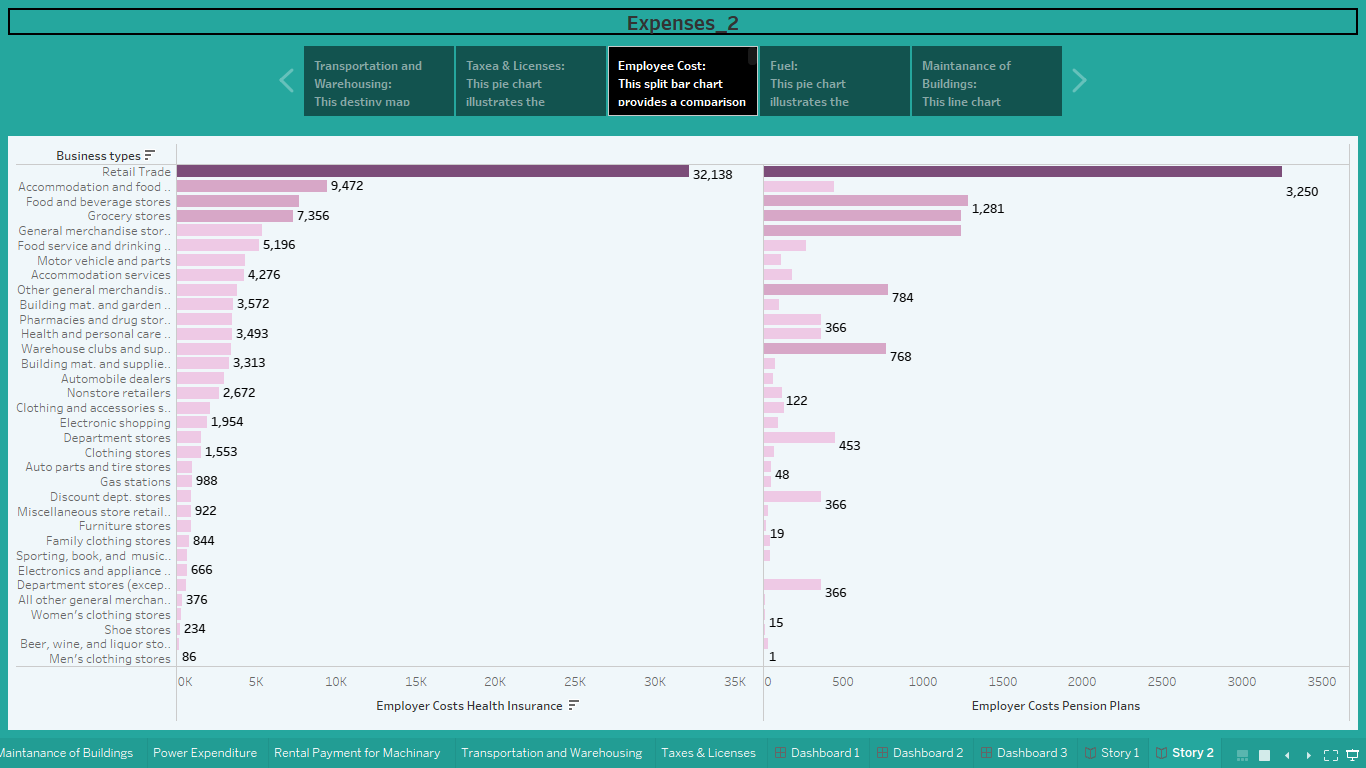 Expenses_2
Transportation and
Warehousing:
This destiny map
Taxea & Licenses:
This pie chart
illustrates the
Employee Cost:
This split bar chart
provides a comparison
Fuel:
This pie chart
illustrates the
Maintanance of
Buildings:
This line chart
Business types
Retail Trade 32,138 3,250
Accommodation and food .. 9,472
Food and beverage stores 1,281
Grocery stores 7,356
General merchandise stor..
Food service and drinking .. 5,196
Motor vehicle and parts
Accommodation services 4,276
Other general merchandis.. 784
Building mat. and garden .. 3,572
Pharmacies and drug stor.. 366
Health and personal care .. 3,493
Warehouse clubs and sup.. 768
Building mat. and supplie.. 3,313
Automobile dealers
Nonstore retailers 2,672 122
Clothing and accessories s..
Electronic shopping 1,954
Department stores 453
Clothing stores 1,553
Auto parts and tire stores 48
Gas stations 988
Discount dept. stores 366
Miscellaneous store retail.. 922
Furniture stores 19
Family clothing stores 844
Sporting, book, and music..
Electronics and appliance .. 666
Department stores (excep.. 366
All other general merchan.. 376
Women's clothing stores 15
Shoe stores 234
Beer, wine, and liquor sto..
Men's clothing stores 86 1
0K 5K 10K 15K 20K 25K 30K 35K 0 500 1000 1500 2000 2500 3000 3500
Employer Costs Health Insurance Employer Costs Pension Plans
Maintanance of Buildings Power Expenditure Rental Payment for Machinary Transportation and Warehousing Taxes & Licenses Dashboard 1 Dashboard 2 Dashboard 3 Story 1 Story 2